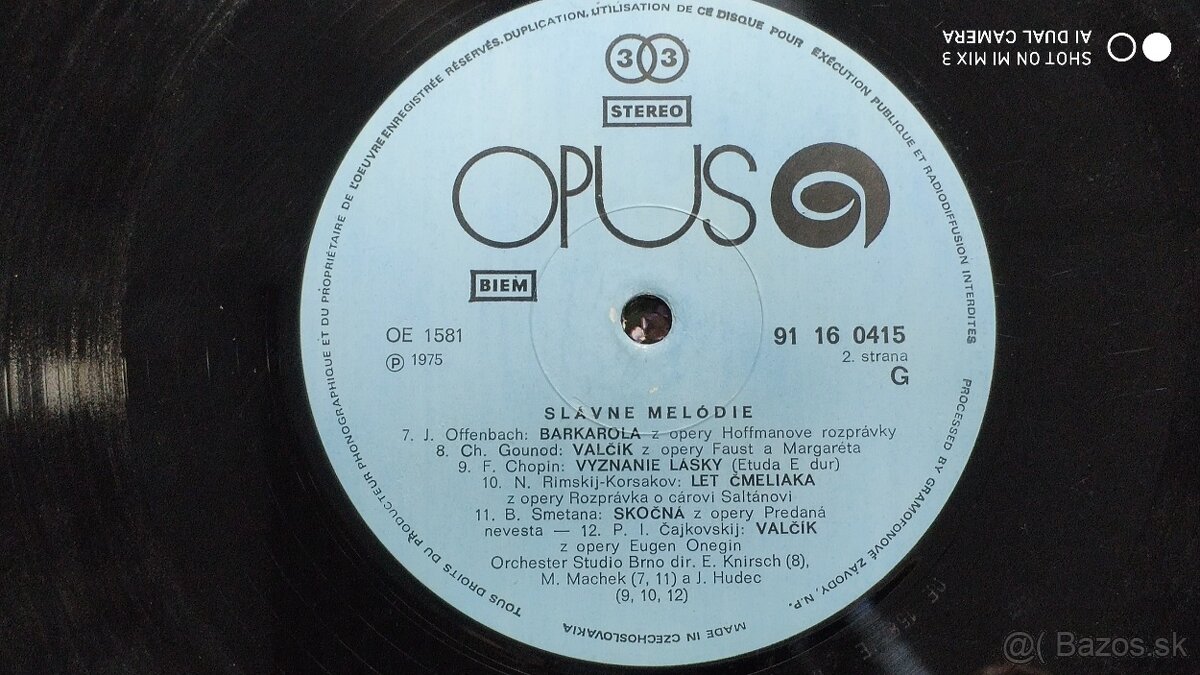 SHOT ON MI MIX 3
AI DUAL CAMERA
TOUS DROITS DU PRODUCTEUR PHONOGRAPHIQUE ET DU PROPRIÉTAIRE DE L'OEUVRE ENREGISTRÉE RÉSERVÉS. DUPLICATION, UTILISATION DE CE DISQUE POUR EXÉCUTION PUBLIQUE ET RADIODIFFUSION INTERDITES
33
STEREO
OPUS
BIEM
OE 1581
91 16 0415
℗ 1975
2. strana
G
SLÁVNE MELÓDIE
7. J. Offenbach: BARKAROLA z opery Hoffmanove rozprávky
8. Ch. Gounod: VALČÍK z opery Faust a Margaréta
9. F. Chopin: VYZNANIE LÁSKY (Etuda E dur)
10. N. Rimskij-Korsakov: LET ČMELIAKA
z opery Rozprávka o cárovi Saltánovi
11. B. Smetana: SKOČNÁ z opery Predaná
nevesta — 12. P. I. Čajkovskij: VALČÍK
z opery Eugen Onegin
Orchester Studio Brno dir. E. Knirsch (8),
M. Machek (7, 11) a J. Hudec
(9, 10, 12)
PROCESSED BY GRAMOFONOVÉ ZÁVODY, N.P.
MADE IN CZECHOSLOVAKIA
@( Bazos.sk